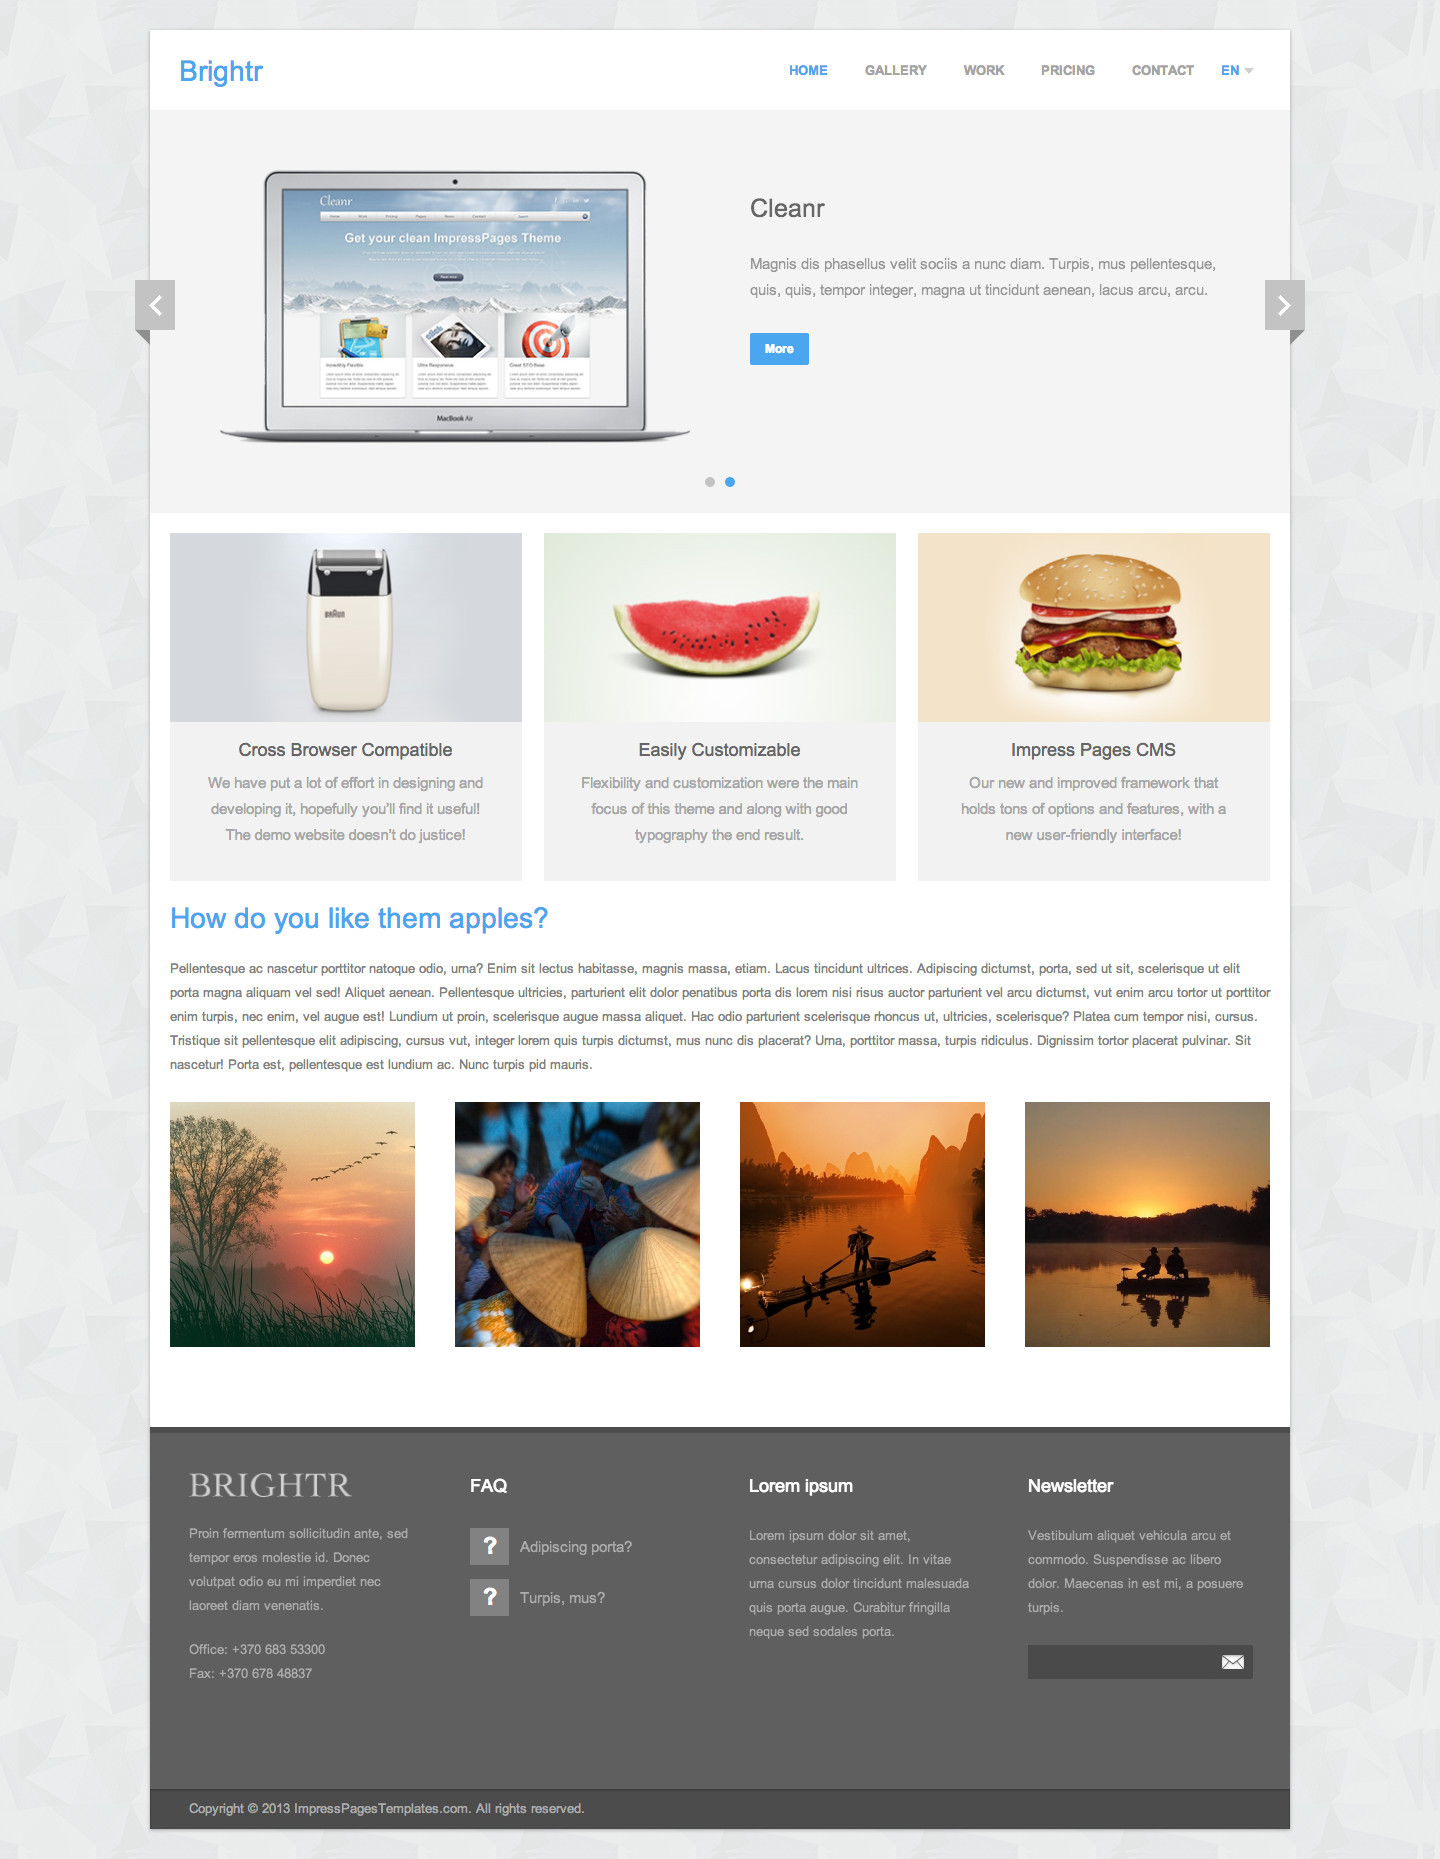 Brightr
HOME GALLERY WORK PRICING CONTACT EN
Cleanr
Home Work Pricing Pages News Contact Search
Get your clean ImpressPages Theme
Read more
Incredibly Flexible Ultra Responsive Great SEO Base
MacBook Air
Cleanr
Magnis dis phasellus velit sociis a nunc diam. Turpis, mus pellentesque,
quis, quis, tempor integer, magna ut tincidunt aenean, lacus arcu, arcu.
More
BRAUN
Cross Browser Compatible
We have put a lot of effort in designing and
developing it, hopefully you'll find it useful!
The demo website doesn't do justice!
Easily Customizable
Flexibility and customization were the main
focus of this theme and along with good
typography the end result.
Impress Pages CMS
Our new and improved framework that
holds tons of options and features, with a
new user-friendly interface!
How do you like them apples?
Pellentesque ac nascetur porttitor natoque odio, urna? Enim sit lectus habitasse, magnis massa, etiam. Lacus tincidunt ultrices. Adipiscing dictumst, porta, sed ut sit, scelerisque ut elit
porta magna aliquam vel sed! Aliquet aenean. Pellentesque ultricies, parturient elit dolor penatibus porta dis lorem nisi risus auctor parturient vel arcu dictumst, vut enim arcu tortor ut porttitor
enim turpis, nec enim, vel augue est! Lundium ut proin, scelerisque augue massa aliquet. Hac odio parturient scelerisque rhoncus ut, ultricies, scelerisque? Platea cum tempor nisi, cursus.
Tristique sit pellentesque elit adipiscing, cursus vut, integer lorem quis turpis dictumst, mus nunc dis placerat? Urna, porttitor massa, turpis ridiculus. Dignissim tortor placerat pulvinar. Sit
nascetur! Porta est, pellentesque est lundium ac. Nunc turpis pid mauris.
BRIGHTR
Proin fermentum sollicitudin ante, sed
tempor eros molestie id. Donec
volutpat odio eu mi imperdiet nec
laoreet diam venenatis.
Office: +370 683 53300
Fax: +370 678 48837
FAQ
? Adipiscing porta?
? Turpis, mus?
Lorem ipsum
Lorem ipsum dolor sit amet,
consectetur adipiscing elit. In vitae
urna cursus dolor tincidunt malesuada
quis porta augue. Curabitur fringilla
neque sed sodales porta.
Newsletter
Vestibulum aliquet vehicula arcu et
commodo. Suspendisse ac libero
dolor. Maecenas in est mi, a posuere
turpis.
Copyright © 2013 ImpressPagesTemplates.com. All rights reserved.